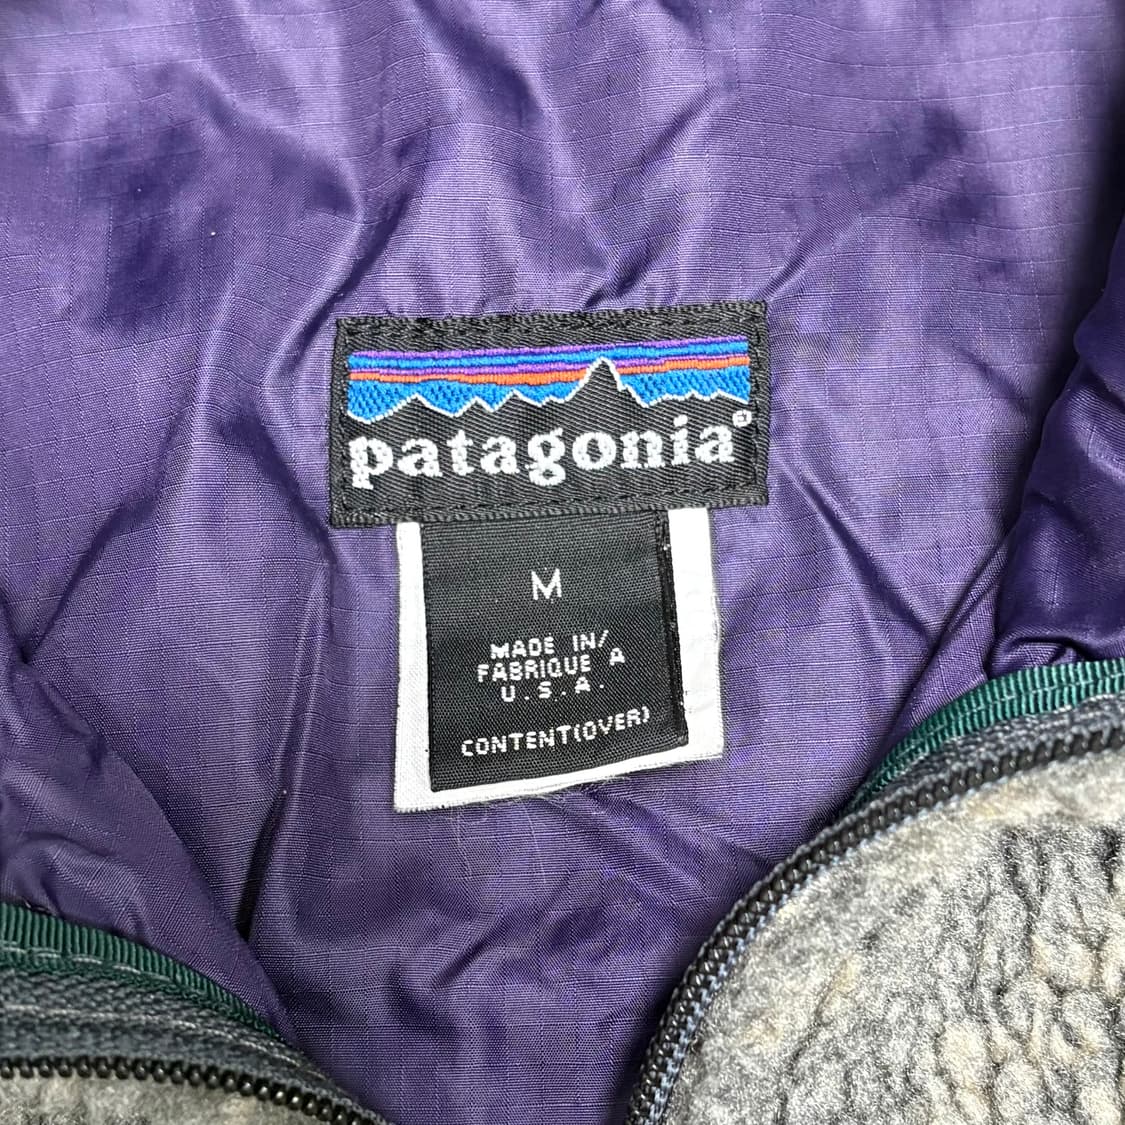 patagonia®
M
MADE IN/
FABRIQUE A
U.S.A.
CONTENT(OVER)